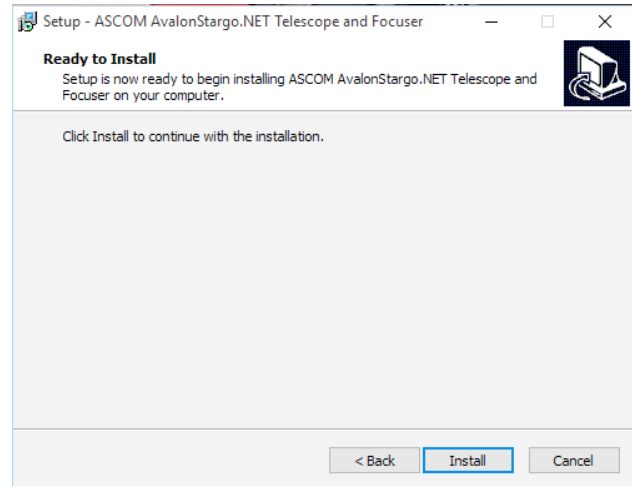 Setup - ASCOM AvalonStargo.NET Telescope and Focuser
Ready to Install
Setup is now ready to begin installing ASCOM AvalonStargo.NET Telescope and
Focuser on your computer.
Click Install to continue with the installation.
< Back
Install
Cancel